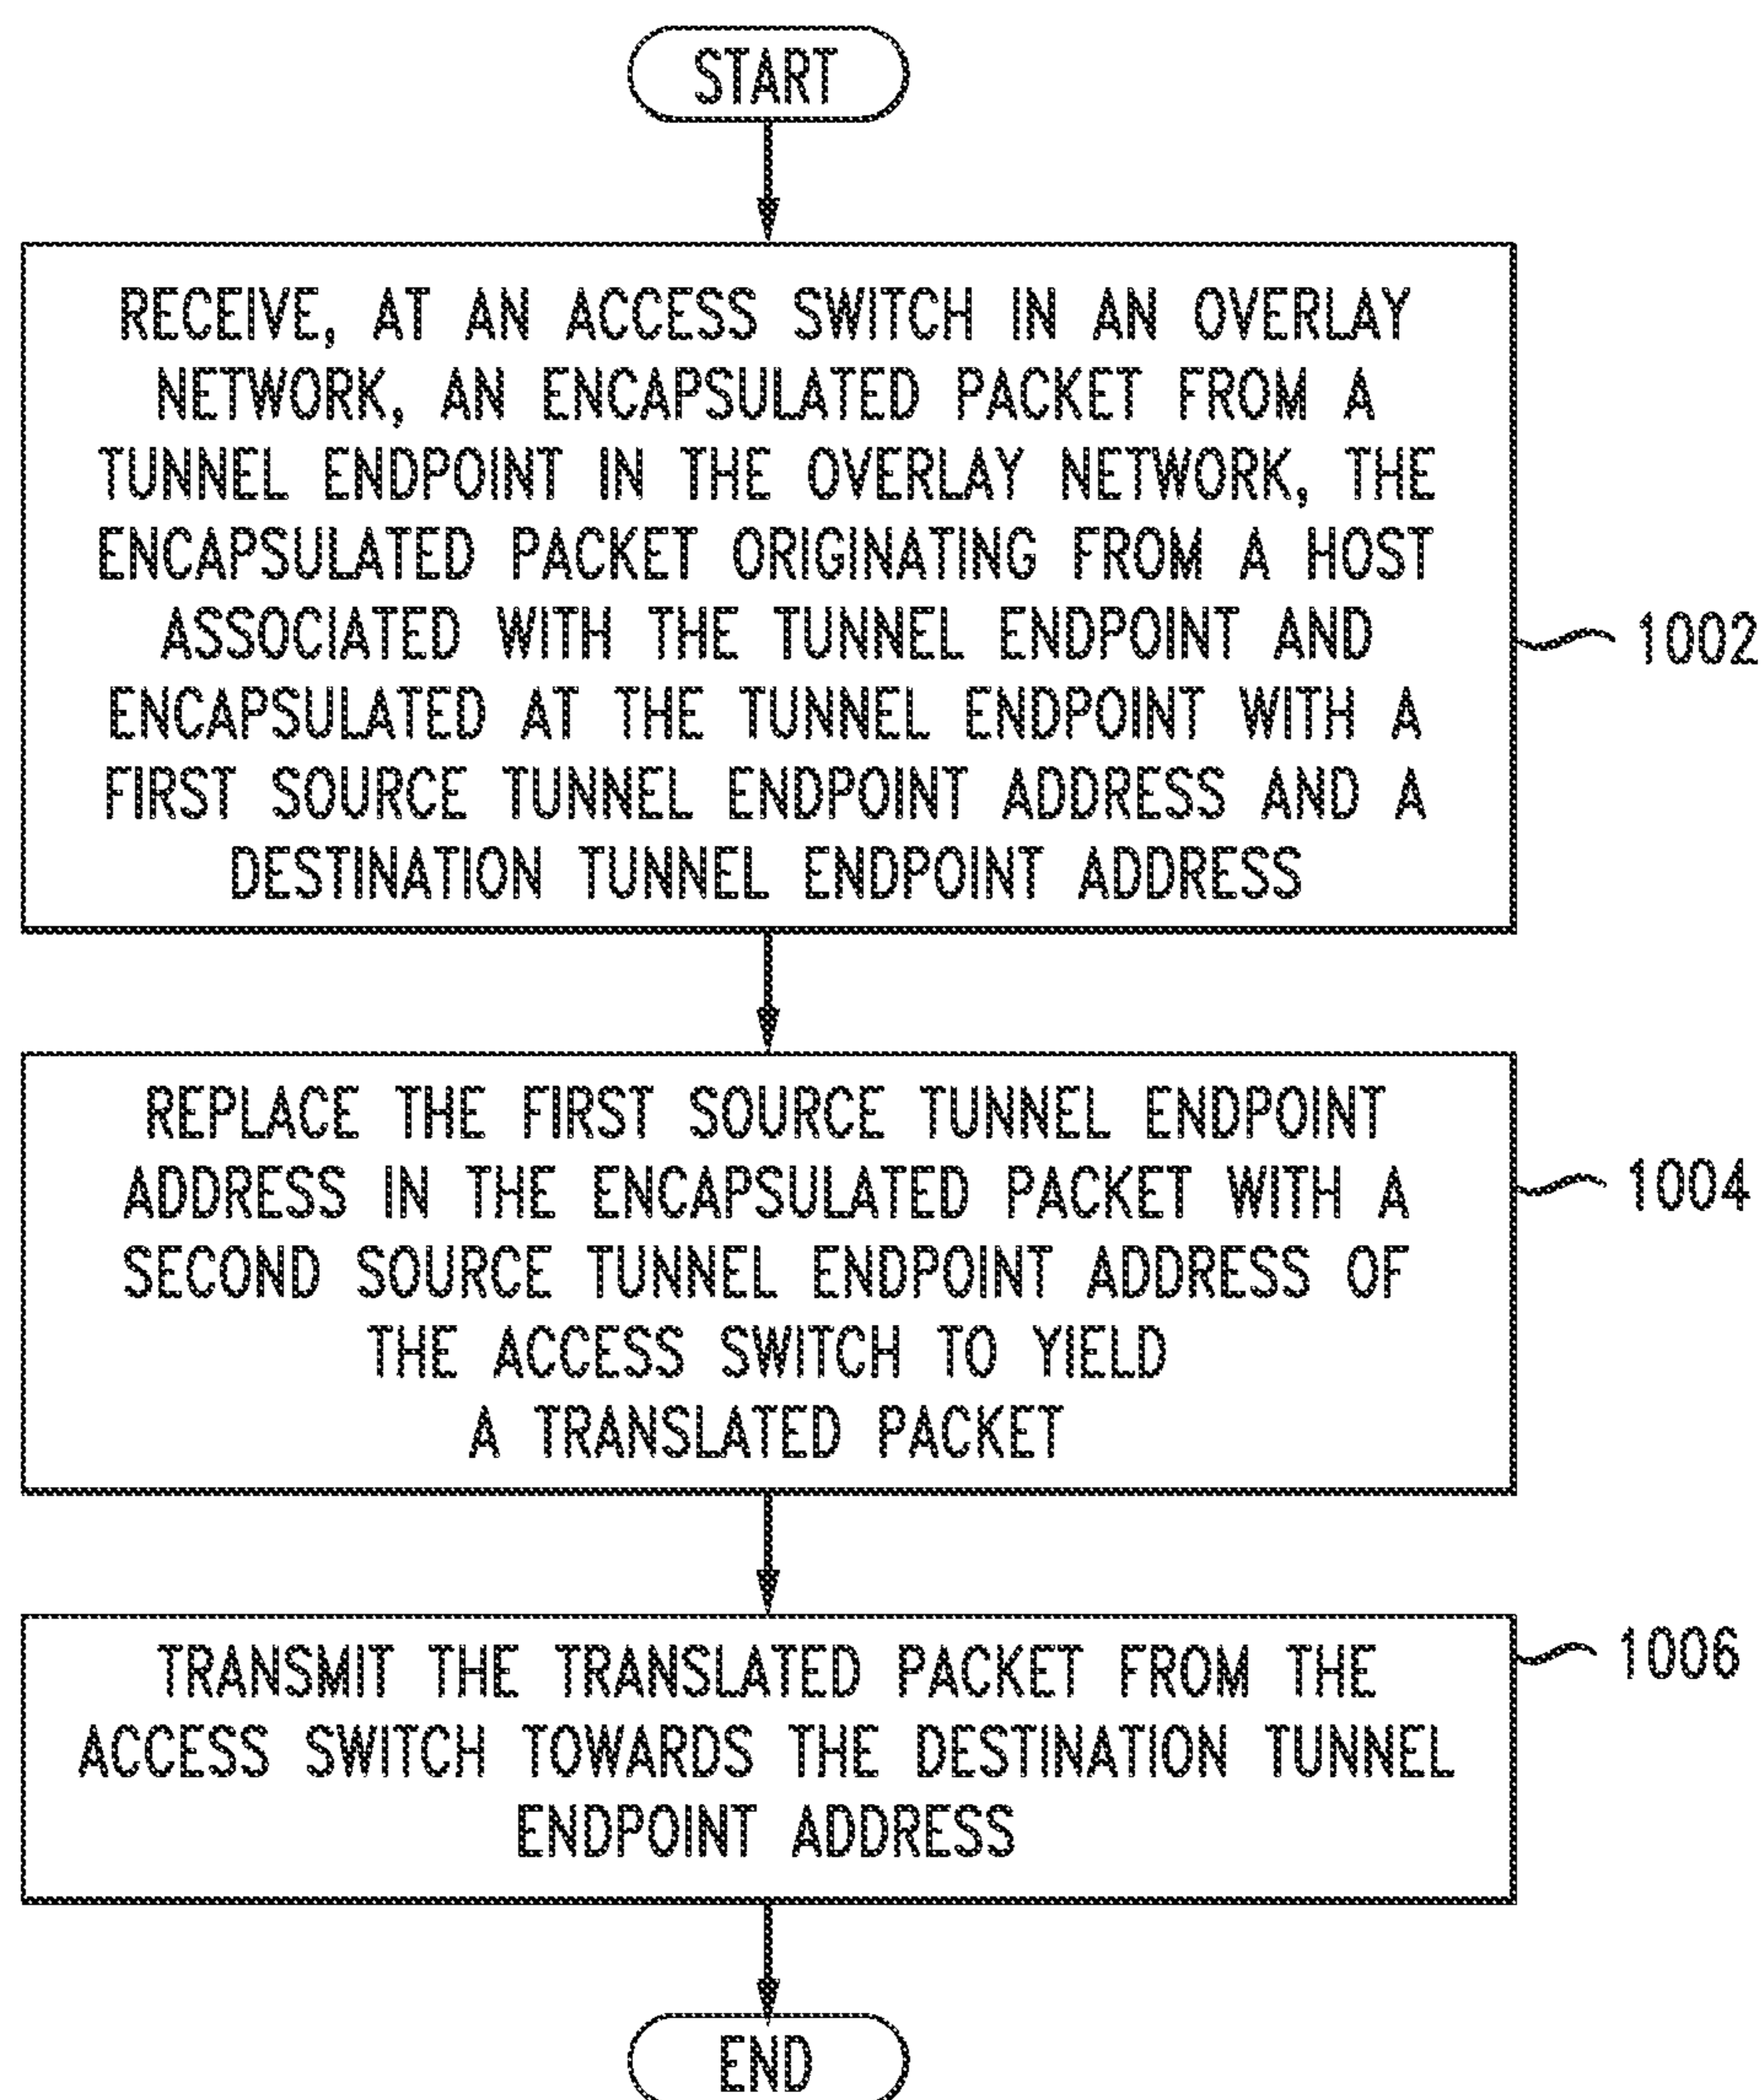 START
RECEIVE, AT AN ACCESS SWITCH IN AN OVERLAY
NETWORK, AN ENCAPSULATED PACKET FROM A
TUNNEL ENDPOINT IN THE OVERLAY NETWORK, THE
ENCAPSULATED PACKET ORIGINATING FROM A HOST
ASSOCIATED WITH THE TUNNEL ENDPOINT AND
ENCAPSULATED AT THE TUNNEL ENDPOINT WITH A
FIRST SOURCE TUNNEL ENDPOINT ADDRESS AND A
DESTINATION TUNNEL ENDPOINT ADDRESS
1002
REPLACE THE FIRST SOURCE TUNNEL ENDPOINT
ADDRESS IN THE ENCAPSULATED PACKET WITH A
SECOND SOURCE TUNNEL ENDPOINT ADDRESS OF
THE ACCESS SWITCH TO YIELD
A TRANSLATED PACKET
1004
TRANSMIT THE TRANSLATED PACKET FROM THE
ACCESS SWITCH TOWARDS THE DESTINATION TUNNEL
ENDPOINT ADDRESS
1006
END